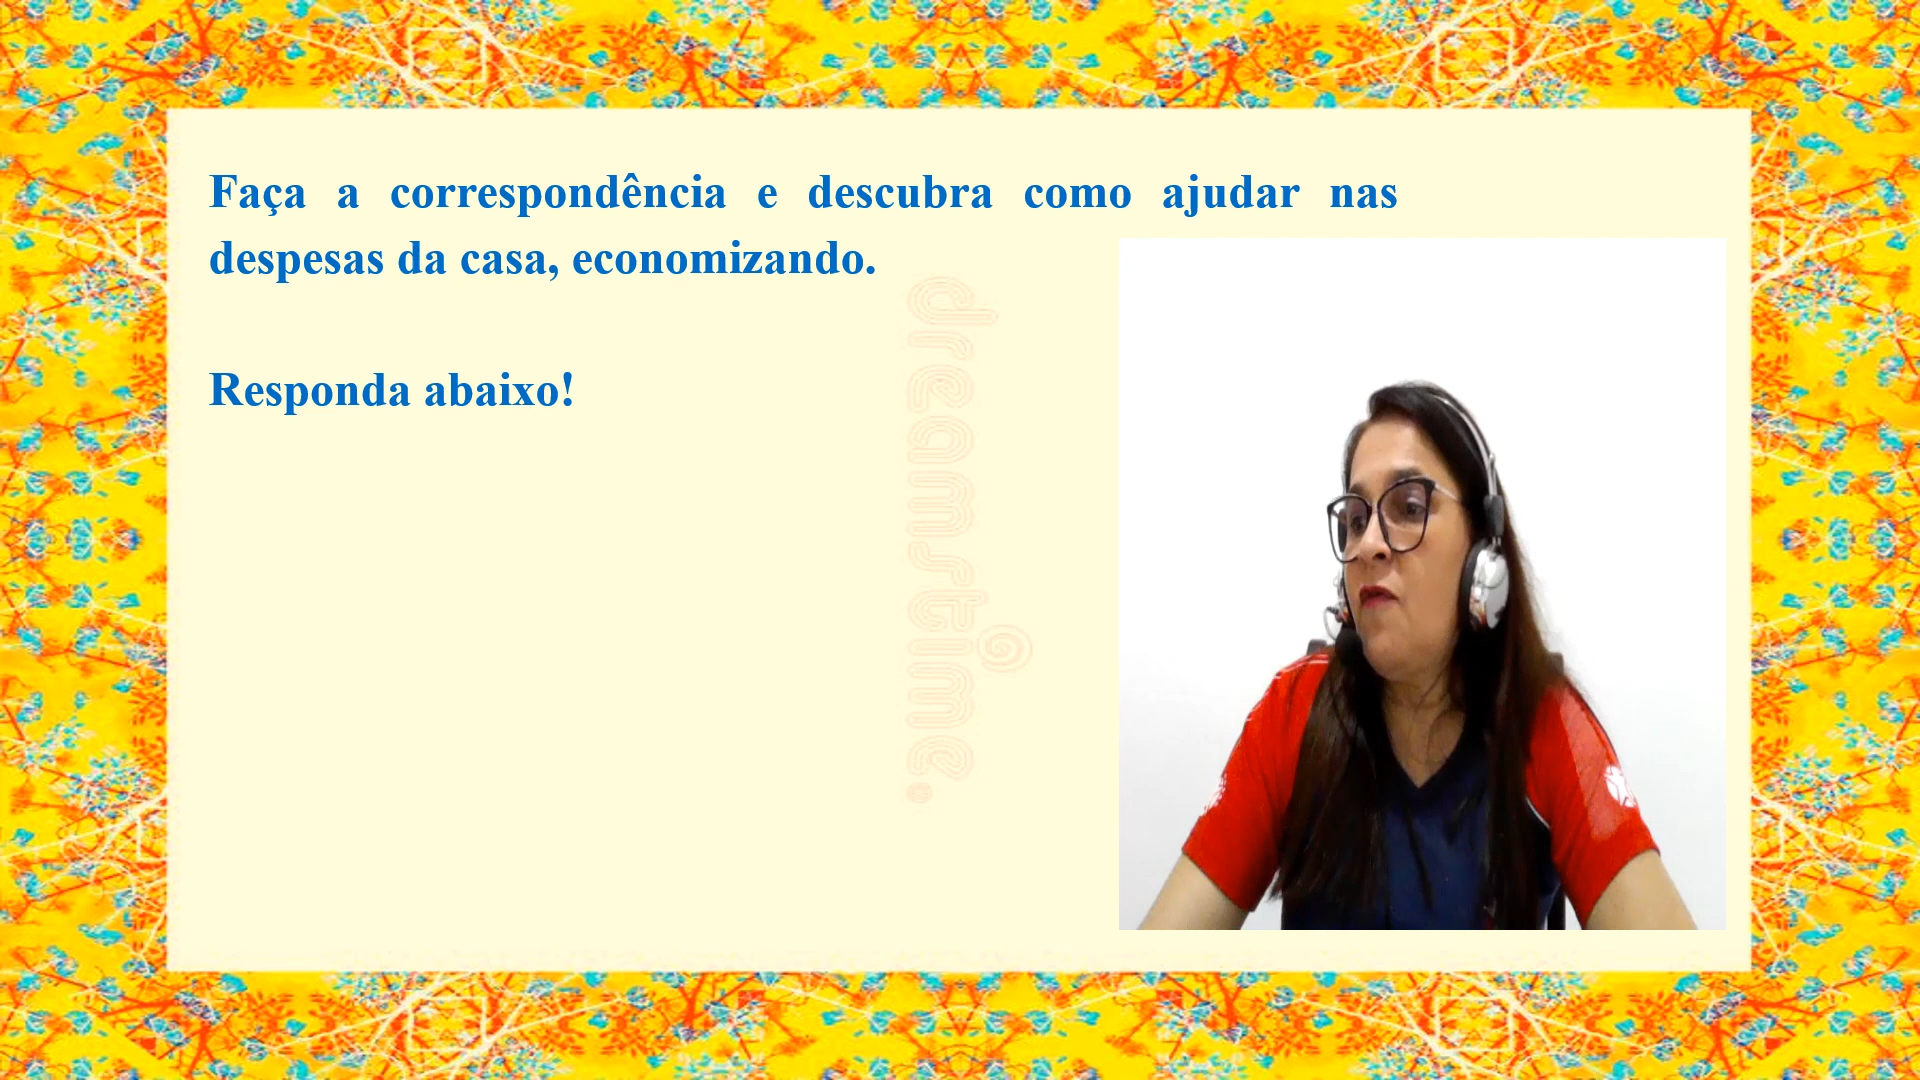 Faça a correspondência e descubra como ajudar nas
despesas da casa, economizando.
Responda abaixo!
dreamstime.